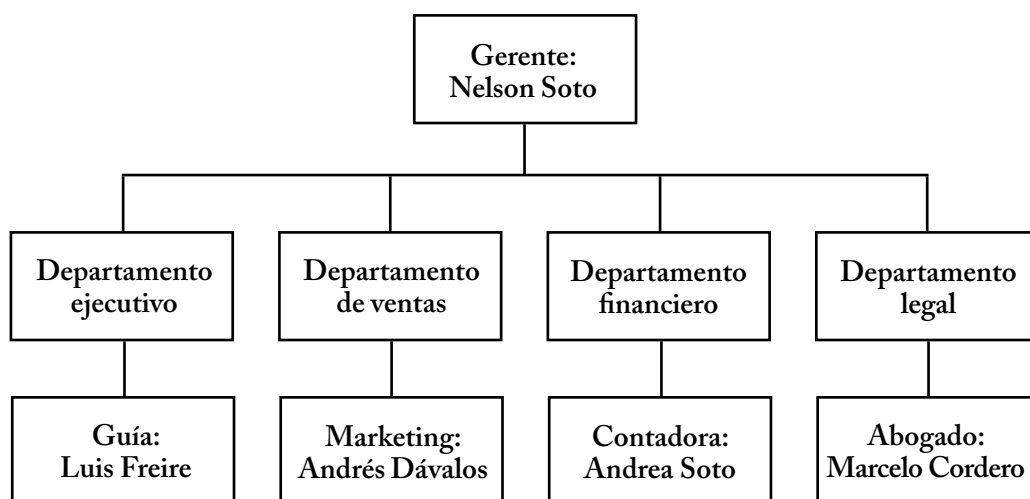 Gerente:
Nelson Soto
Departamento
ejecutivo
Departamento
de ventas
Departamento
financiero
Departamento
legal
Guía:
Luis Freire
Marketing:
Andrés Dávalos
Contadora:
Andrea Soto
Abogado:
Marcelo Cordero